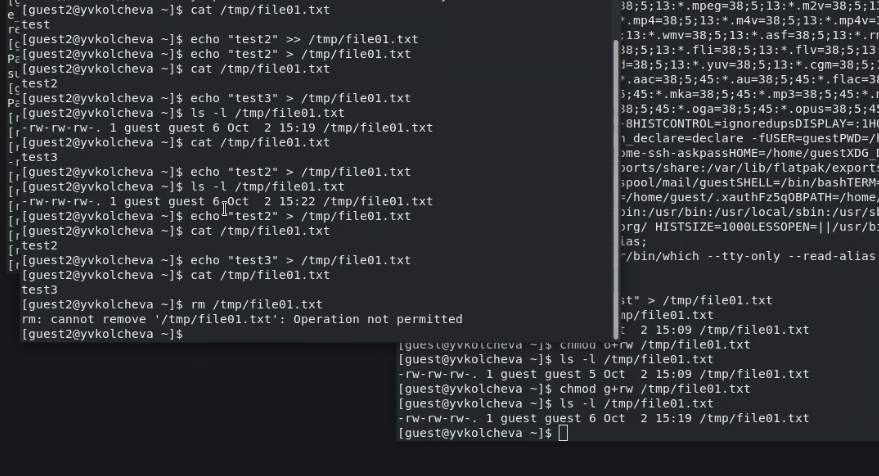 [guest2@yvkolcheva ~]$ cat /tmp/file01.txt
test
[guest2@yvkolcheva ~]$ echo "test2" >> /tmp/file01.txt
[guest2@yvkolcheva ~]$ echo "test2" > /tmp/file01.txt
[guest2@yvkolcheva ~]$ cat /tmp/file01.txt
test2
[guest2@yvkolcheva ~]$ echo "test3" > /tmp/file01.txt
[guest2@yvkolcheva ~]$ ls -l /tmp/file01.txt
-rw-rw-rw-. 1 guest guest 6 Oct  2 15:19 /tmp/file01.txt
[guest2@yvkolcheva ~]$ cat /tmp/file01.txt
test3
[guest2@yvkolcheva ~]$ echo "test2" > /tmp/file01.txt
[guest2@yvkolcheva ~]$ ls -l /tmp/file01.txt
-rw-rw-rw-. 1 guest guest 6 Oct  2 15:22 /tmp/file01.txt
[guest2@yvkolcheva ~]$ echo "test2" > /tmp/file01.txt
[guest2@yvkolcheva ~]$ cat /tmp/file01.txt
test2
[guest2@yvkolcheva ~]$ echo "test3" > /tmp/file01.txt
[guest2@yvkolcheva ~]$ cat /tmp/file01.txt
test3
[guest2@yvkolcheva ~]$ rm /tmp/file01.txt
rm: cannot remove '/tmp/file01.txt': Operation not permitted
[guest2@yvkolcheva ~]$
38;5;13:*.mpeg=38;5;13:*.m2v=38;5;
*.mp4=38;5;13:*.m4v=38;5;13:*.mp4v=
;13:*.wmv=38;5;13:*.asf=38;5;13:*.r
38;5;13:*.fli=38;5;13:*.flv=38;5;13
=38;5;13:*.yuv=38;5;13:*.cgm=38;5;
*.aac=38;5;45:*.au=38;5;45:*.flac=
5;45:*.mka=38;5;45:*.mp3=38;5;45:*
38;5;45:*.oga=38;5;45:*.opus=38;5;4
-8HISTCONTROL=ignoredupsDISPLAY=:1H
_declare=declare -fUSER=guestPWD=/
ome-ssh-askpassHOME=/home/guestXDG_
ports/share:/var/lib/flatpak/export
spool/mail/guestSHELL=/bin/bashTERM=
=/home/guest/.xauthFz5qOBPATH=/home/
bin:/usr/bin:/usr/local/sbin:/usr/s
org/ HISTSIZE=1000LESSOPEN=||/usr/b
ias;
r/bin/which --tty-only --read-alias
st" > /tmp/file01.txt
mp/file01.txt
2 15:09 /tmp/file01.txt
[guest@yvkolcheva ~]$ chmod o+rw /tmp/file01.txt
[guest@yvkolcheva ~]$ ls -l /tmp/file01.txt
-rw-rw-rw-. 1 guest guest 5 Oct  2 15:09 /tmp/file01.txt
[guest@yvkolcheva ~]$ chmod g+rw /tmp/file01.txt
[guest@yvkolcheva ~]$ ls -l /tmp/file01.txt
-rw-rw-rw-. 1 guest guest 6 Oct  2 15:19 /tmp/file01.txt
[guest@yvkolcheva ~]$